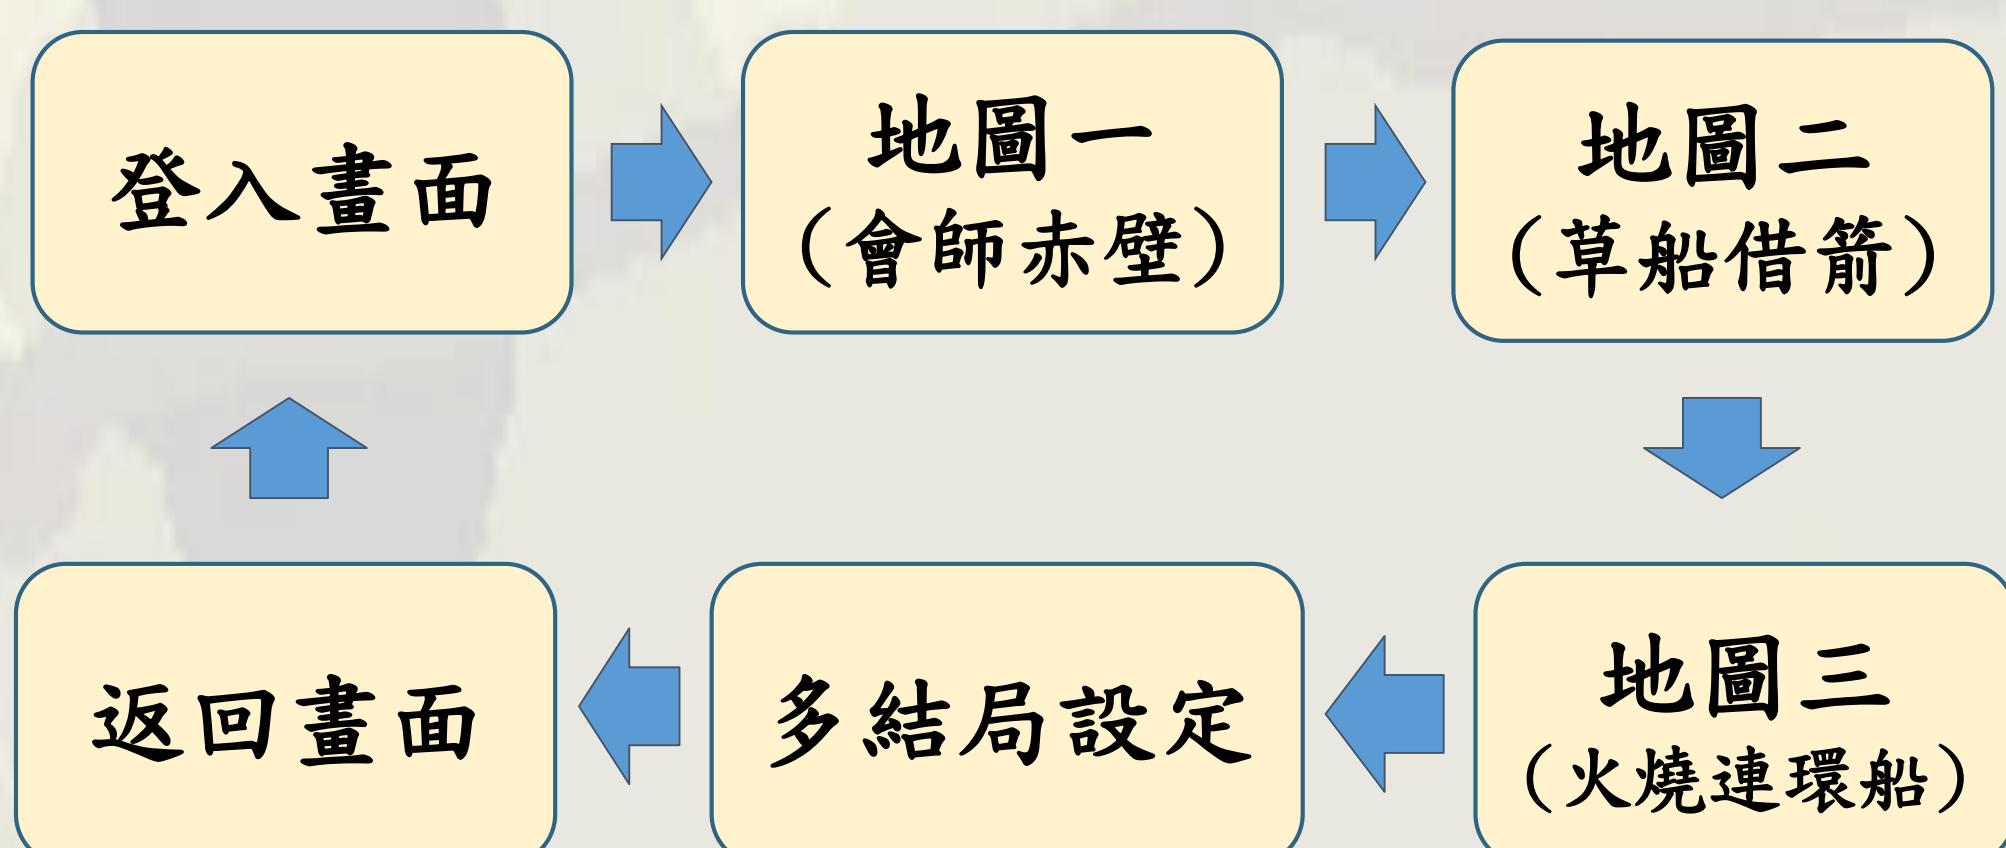 登入畫面
地圖一
（會師赤壁）
地圖二
（草船借箭）
返回畫面
多結局設定
地圖三
（火燒連環船）